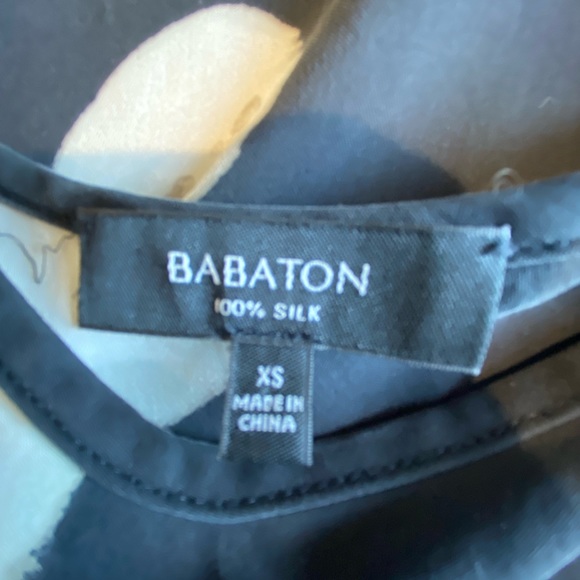 BABATON
100% SILK
XS
MADE IN
CHINA